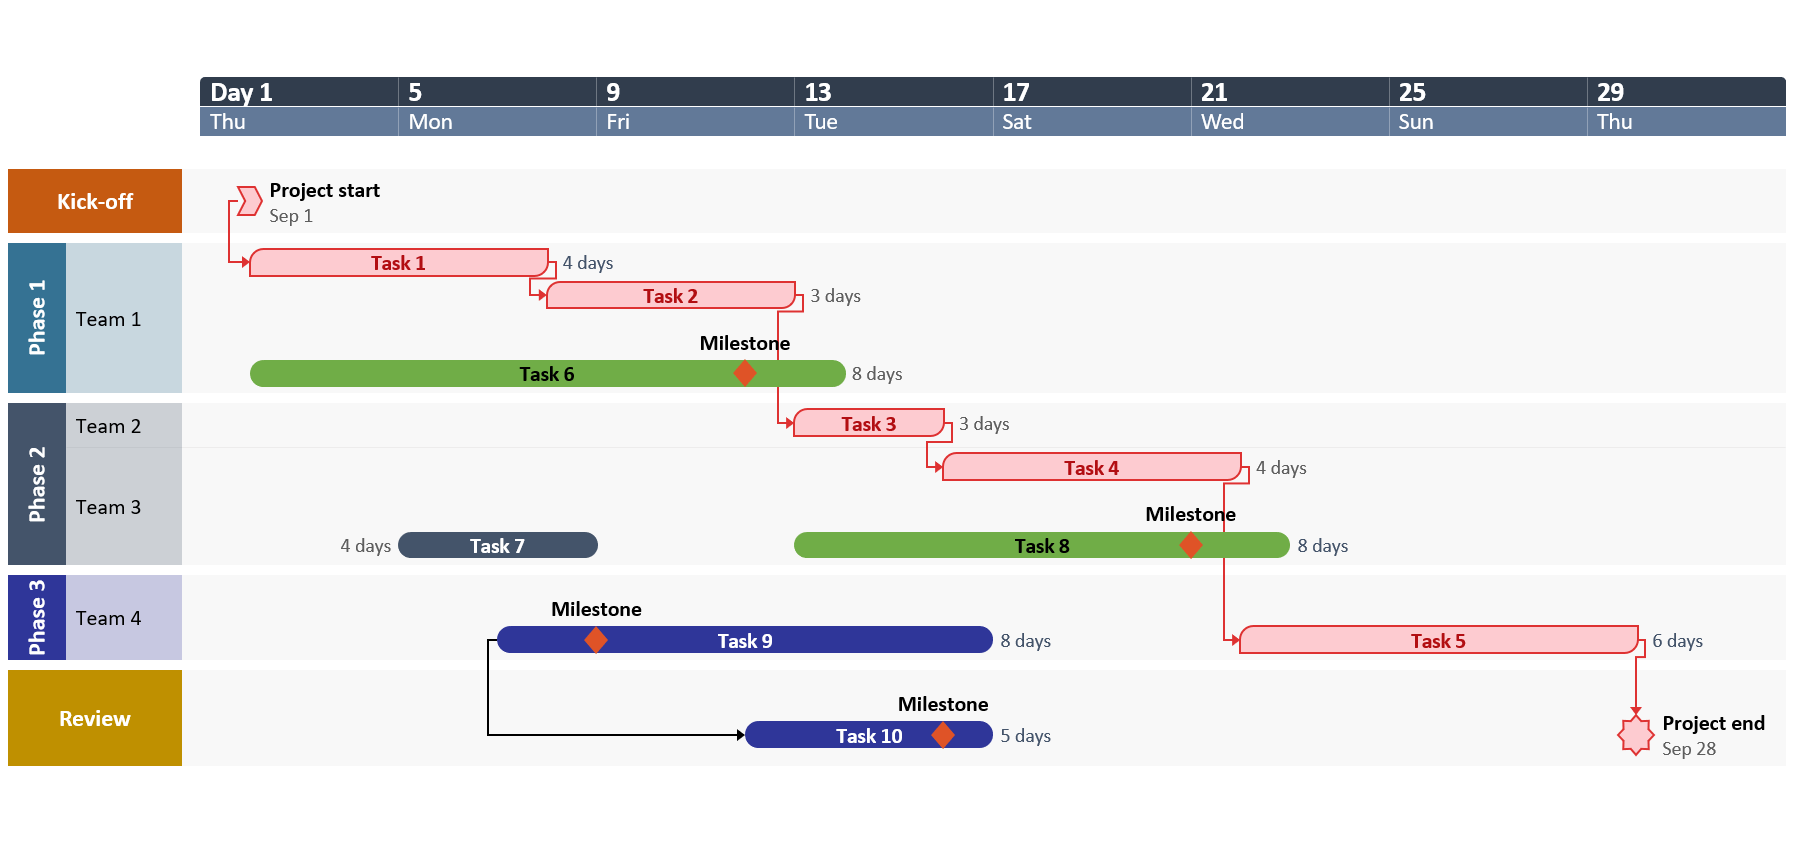 Day 1 5 9 13 17 21 25 29
Thu Mon Fri Tue Sat Wed Sun Thu
Kick-off
Project start
Sep 1
Phase 1
Team 1
Task 1 4 days
Task 2 3 days
Milestone
Task 6 8 days
Phase 2
Team 2
Task 3 3 days
Team 3
Task 4 4 days
Milestone
4 days Task 7 Task 8 8 days
Phase 3
Team 4
Milestone
Task 9 8 days Task 5 6 days
Review
Milestone
Task 10 5 days
Project end
Sep 28